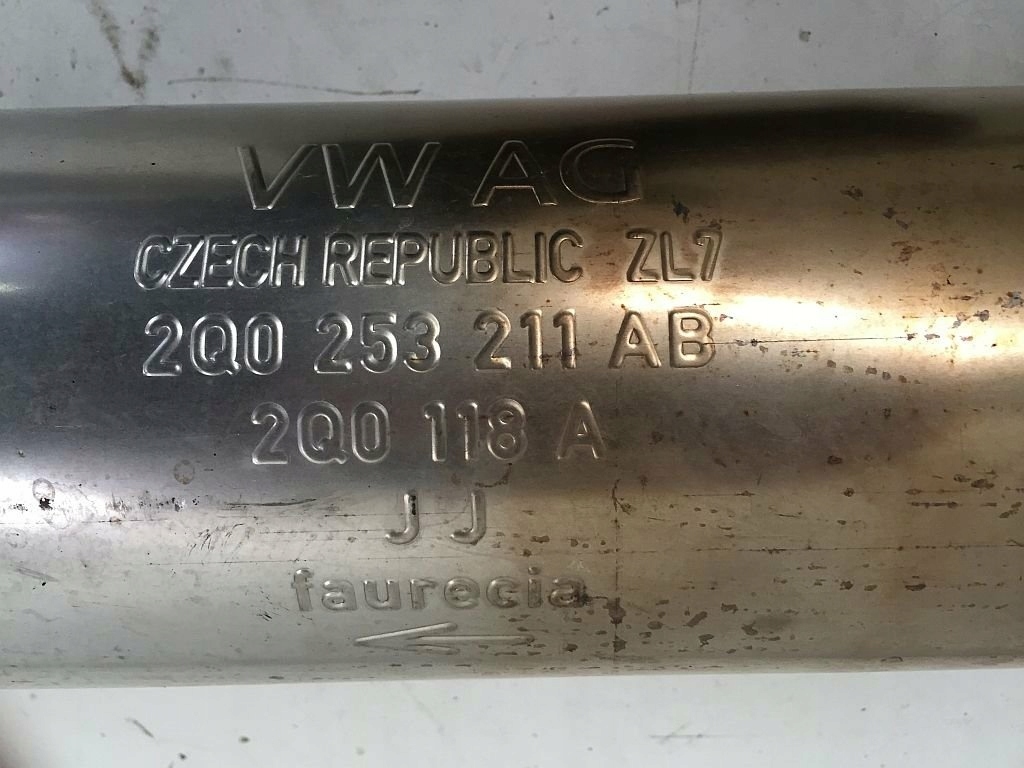 VW AG
CZECH REPUBLIC ZL7
2Q0 253 211 AB
2Q0 118 A
J J
faurecia